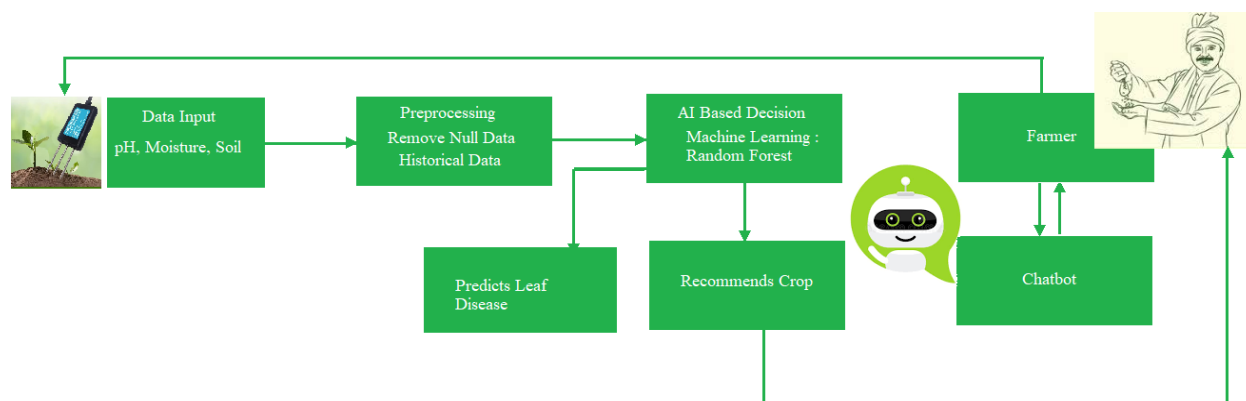 Data Input
pH, Moisture, Soil
Preprocessing
Remove Null Data
Historical Data
AI Based Decision
Machine Learning :
Random Forest
Farmer
Predicts Leaf
Disease
Recommends Crop
Chatbot